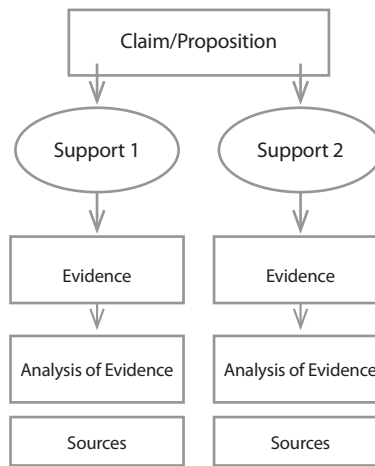 Claim/Proposition
Support 1
Support 2
Evidence
Evidence
Analysis of Evidence
Analysis of Evidence
Sources
Sources